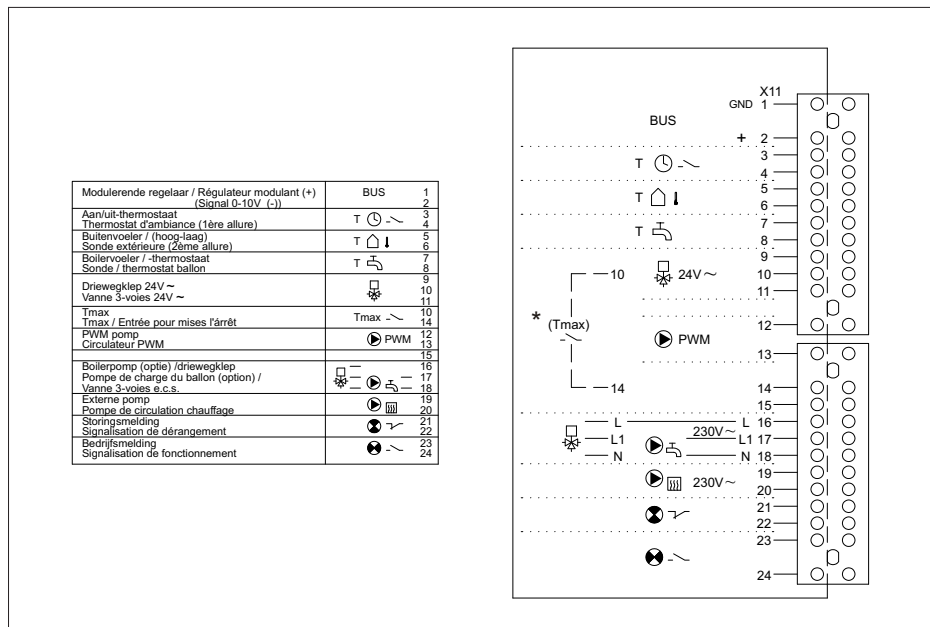 Modulerende regelaar / Régulateur modulant (+) BUS 1
(Signal 0-10V (-)) 2
Aan/uit-thermostaat T 3
Thermostat d'ambiance (1ère allure) 4
Buitenvoeler / (hoog-laag) T 5
Sonde extérieure (2ème allure) 6
Boilervoeler / -thermostaat T 7
Sonde / thermostat ballon 8
9
Driewegklep 24V ~ 10
Vanne 3-voies 24V ~ 11
Tmax Tmax 10
Tmax / Entrée pour mises l'árrêt 14
PWM pomp PWM 12
Circulateur PWM 13
15
Boilerpomp (optie) /driewegklep 16
Pompe de charge du ballon (option) / 17
Vanne 3-voies e.c.s. 18
Externe pomp 19
Pompe de circulation chauffage 20
Storingsmelding 21
Signalisation de dérangement 22
Bedrijfsmelding 23
Signalisation de fonctionnement 24
X11
GND 1
BUS
+ 2
3
T
4
5
T
6
7
T
8
9
10 24V ~ 10
11
* (Tmax)
12
PWM
13
14 14
15
L L 16
230V ~
L1 L1 17
N N 18
19
230V ~
20
21
22
23
24